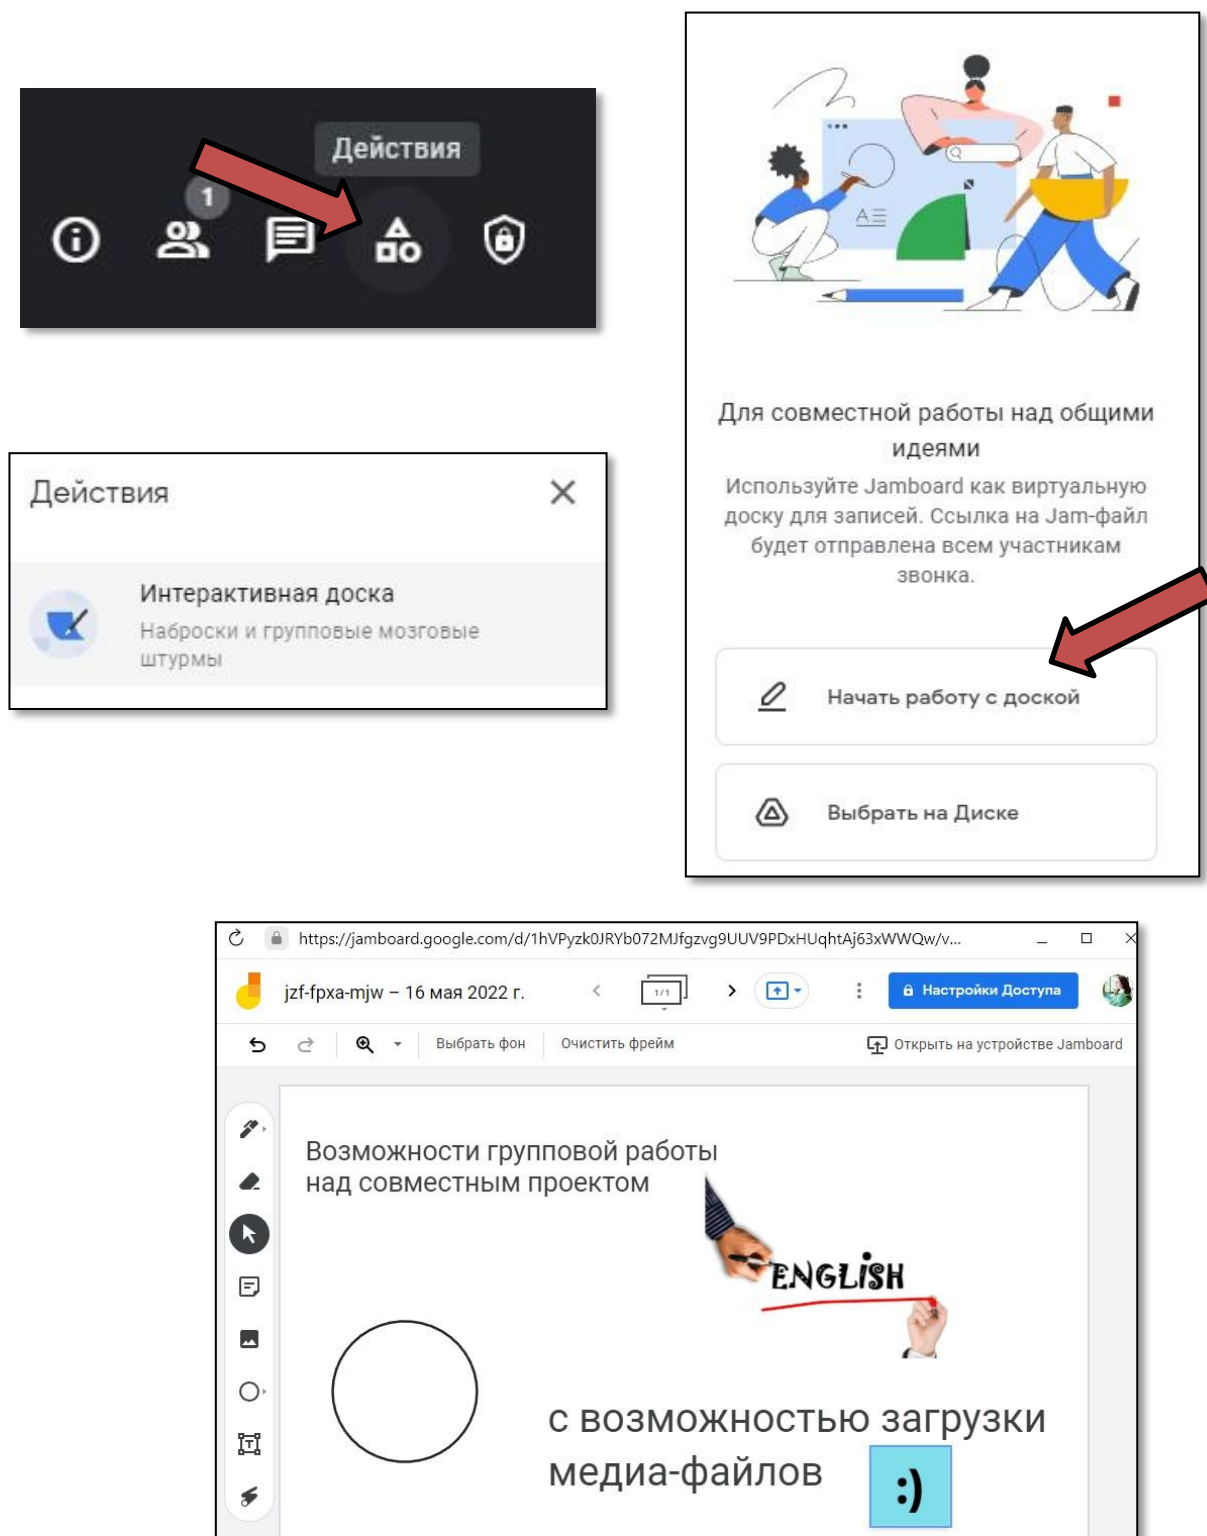 Действия
1
Действия
Интерактивная доска
Наброски и групповые мозговые
штурмы
A
Для совместной работы над общими
идеями
Используйте Jamboard как виртуальную
доску для записей. Ссылка на Jam-файл
будет отправлена всем участникам
звонка.
Начать работу с доской
Выбрать на Диске
https://jamboard.google.com/d/1hVPyzk0JRYb072MJfgzvg9UUV9PDxHUqhtAj63xWWQw/v...
jzf-fpxa-mjw – 16 мая 2022 г.
1/1
Настройки Доступа
Выбрать фон
Очистить фрейм
Открыть на устройстве Jamboard
Возможности групповой работы
над совместным проектом
ENGLiSH
с возможностью загрузки
медиа-файлов
:)
T